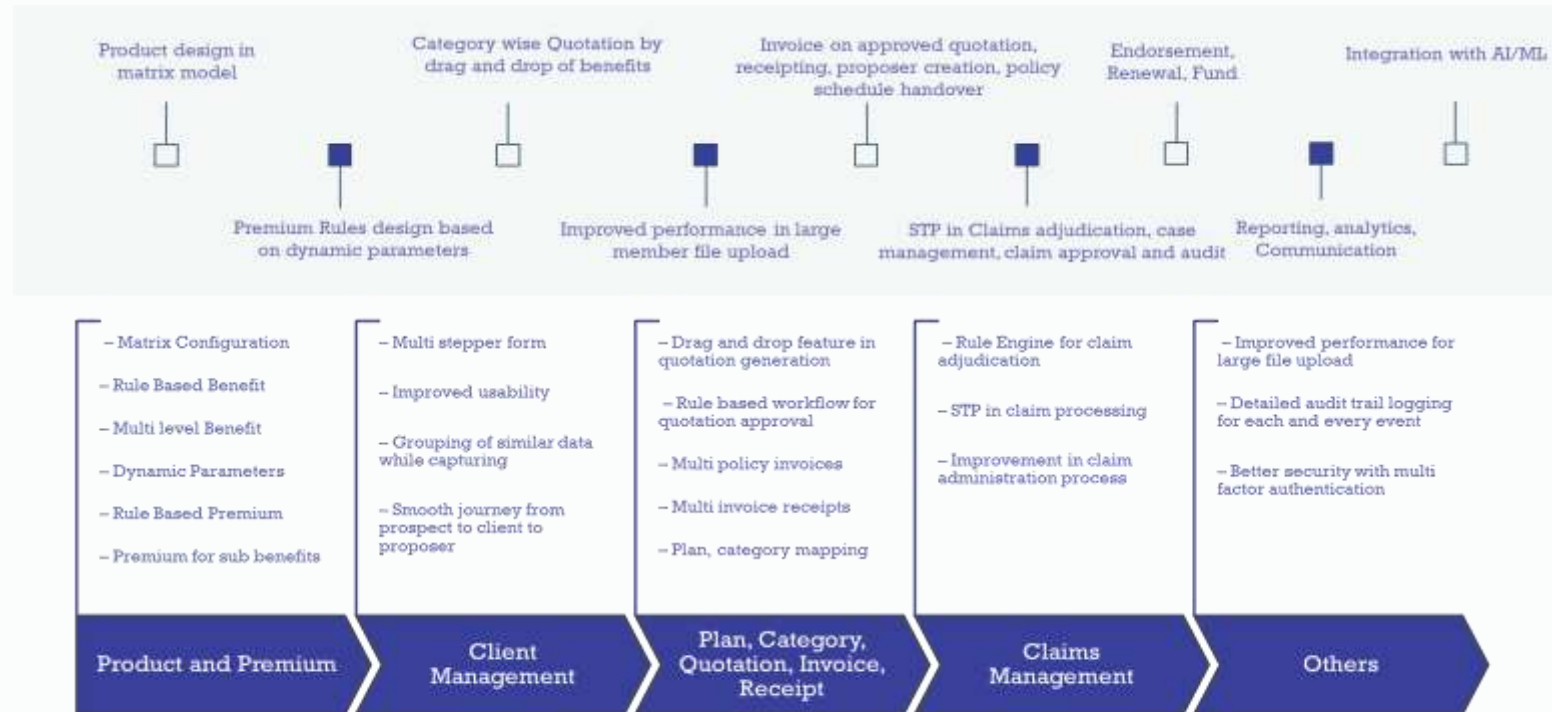 Product design in
matrix model
Category wise Quotation by
drag and drop of benefits
Invoice on approved quotation,
receipting, proposer creation, policy
schedule handover
Endorsement,
Renewal, Fund
Integration with AI/ML
Premium Rules design based
on dynamic parameters
Improved performance in large
member file upload
STP in Claims adjudication, case
management, claim approval and audit
Reporting, analytics,
Communication
– Matrix Configuration
– Rule Based Benefit
– Multi level Benefit
– Dynamic Parameters
– Rule Based Premium
– Premium for sub benefits
– Multi stepper form
– Improved usability
– Grouping of similar data
while capturing
– Smooth journey from
prospect to client to
proposer
– Drag and drop feature in
quotation generation
– Rule based workflow for
quotation approval
– Multi policy invoices
– Multi invoice receipts
– Plan, category mapping
– Rule Engine for claim
adjudication
– STP in claim processing
– Improvement in claim
administration process
– Improved performance for
large file upload
– Detailed audit trail logging
for each and every event
– Better security with multi
factor authentication
Product and Premium
Client
Management
Plan, Category,
Quotation, Invoice,
Receipt
Claims
Management
Others